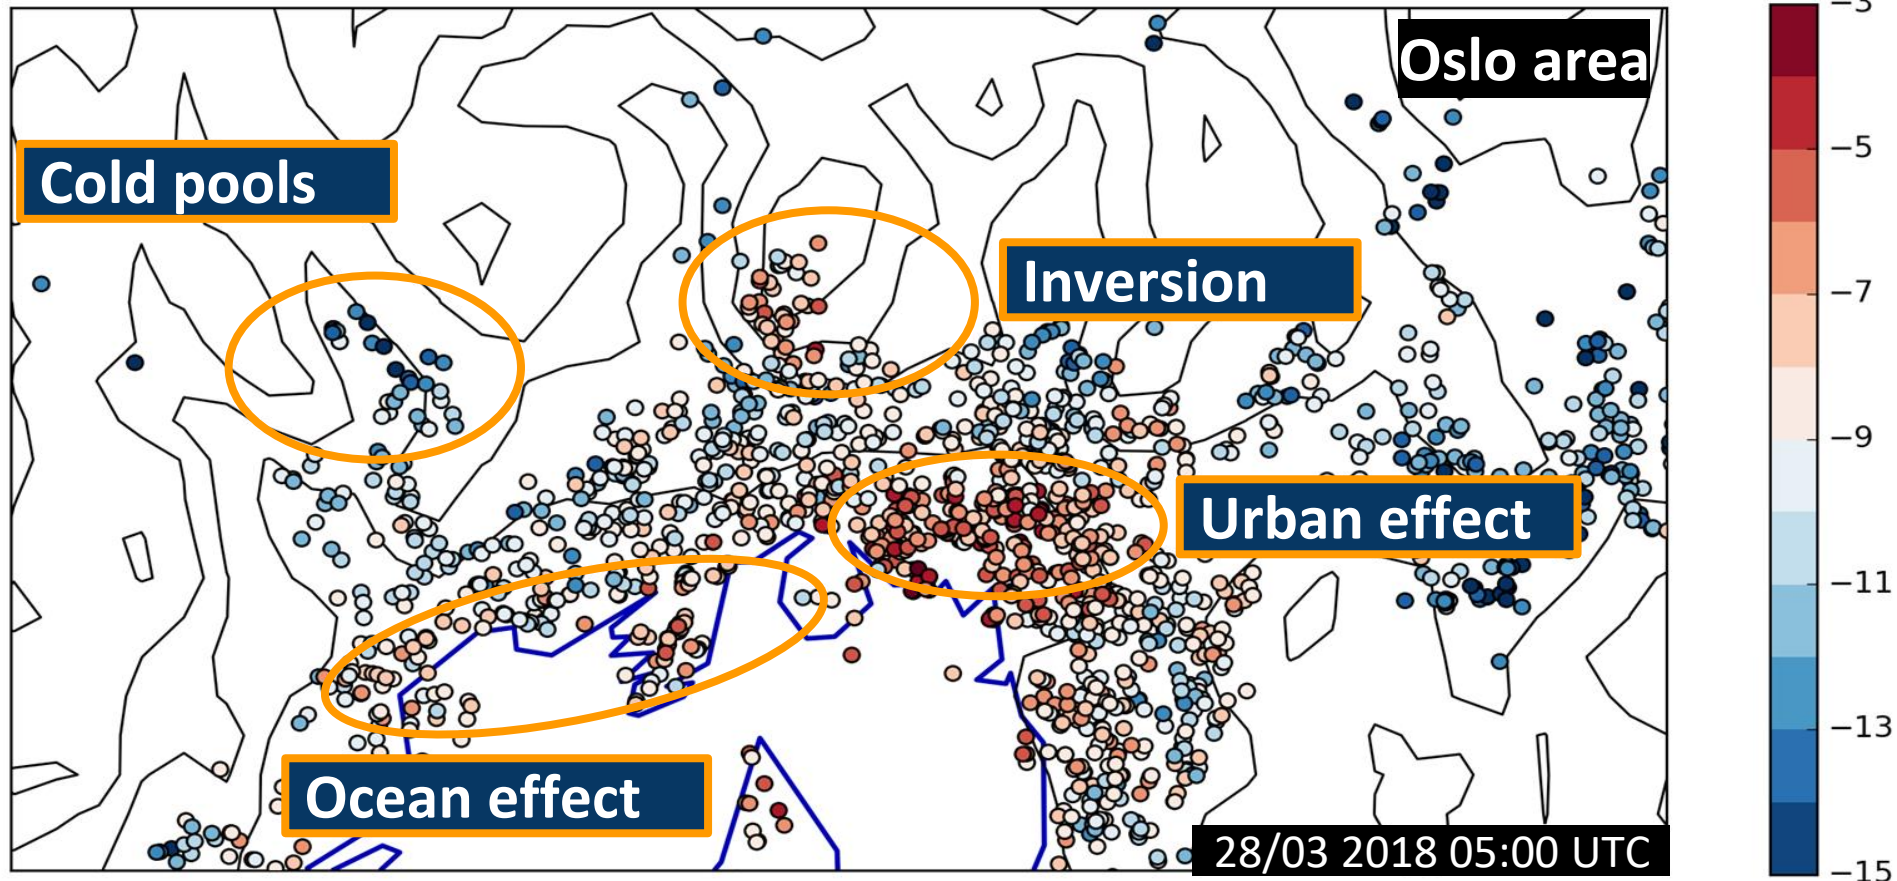 Oslo area
Cold pools
Inversion
Urban effect
Ocean effect
28/03 2018 05:00 UTC
−3
−5
−7
−9
−11
−13
−15